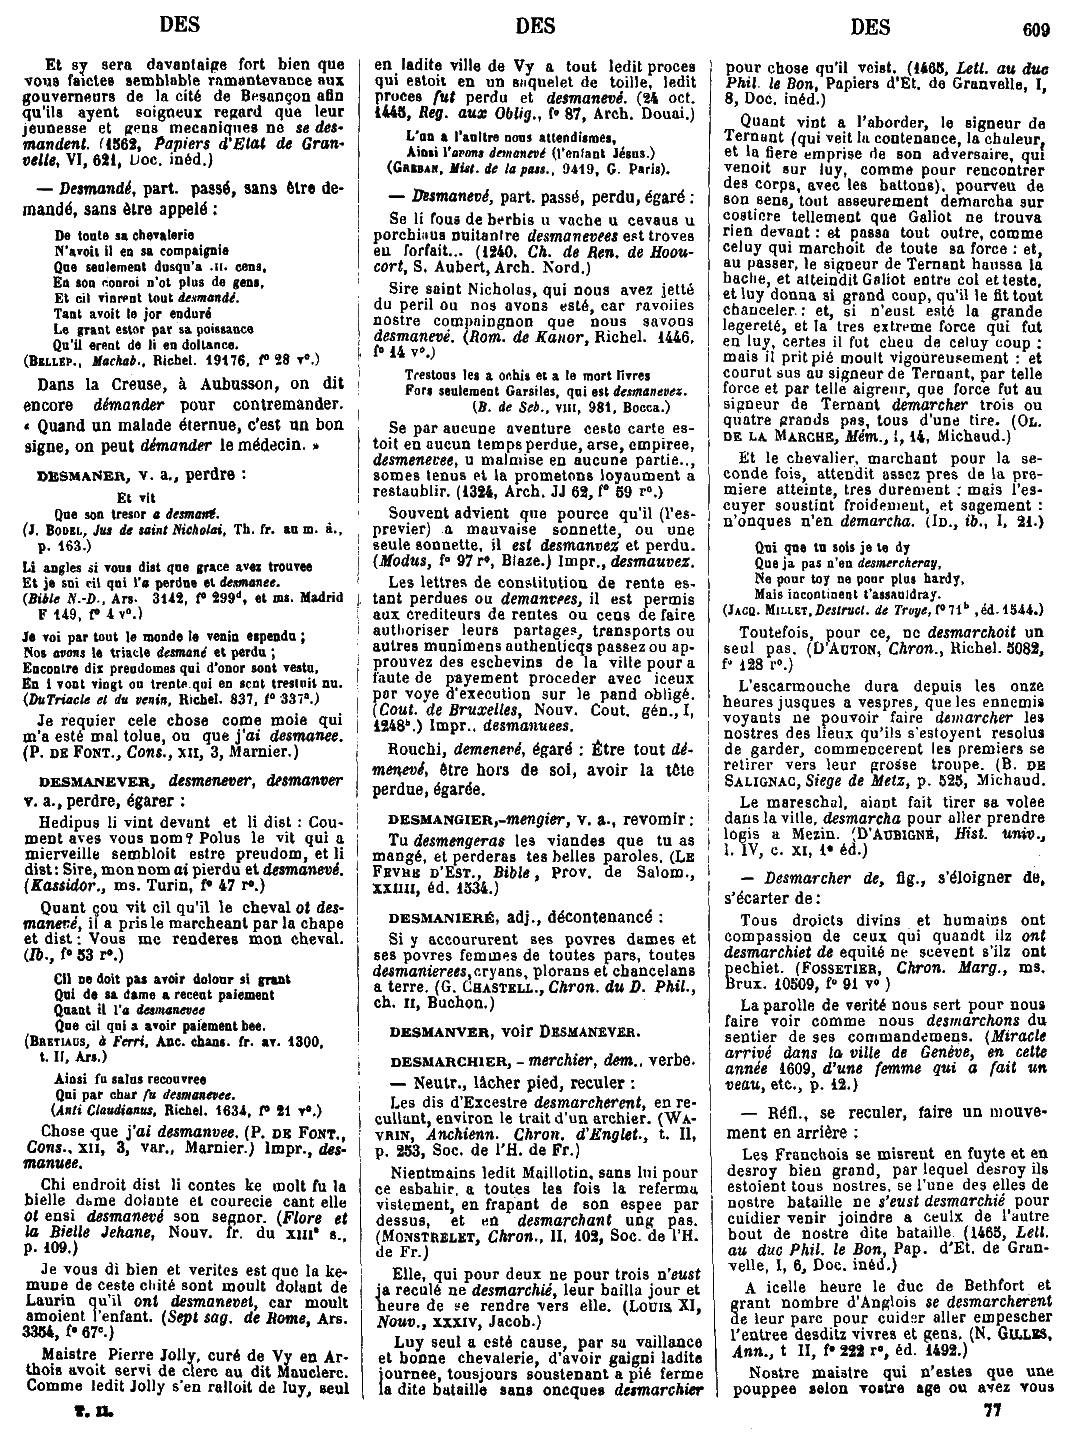 DES
DES
DES
609
Et sy sera davantaige fort bien que
vous faictes semblable ramantevance aux
gouverneurs de la cité de Besançon afin
qu'ils ayent soigneux regard que leur
jeunesse et gens mecaniques ne se des-
mandent. (1562, Papiers d'Etat de Gran-
velle, VI, 621, Doc. inéd.)
— Desmandé, part. passé, sans être de-
mandé, sans être appelé :
De toute sa chevalerie
N'avoit il en sa compaignie
Que seulement dusqu'a .II. cens,
En son conroi n'ot plus de gens,
Et cil vinrent tout desmandé.
Tant avoit le jor enduré
Le grant estor par sa poissance
Qu'il erent de li en doltance.
(BELLEP., Machab., Richel. 19176, f° 28 v°.)
Dans la Creuse, à Aubusson, on dit
encore démander pour contremander.
« Quand un malade éternue, c'est un bon
signe, on peut démander le médecin. »
DESMANER, v. a., perdre :
Et vit
Que son tresor a desmané.
(J. BODEL, Jus de saint Nicholai, Th. fr. au m. â.,
p. 163.)
Li angles si vous dist que grace avez trouvee
Et je sui cil qui l'a perdue et desmanee.
(Bible N.-D., Ars. 3142, f° 299d, et ms. Madrid
F 149, f° 4 v°.)
Je voi par tout le monde le venin espendu ;
Nos avons le triacle desmané et perdu ;
Encontre dix preudomes qui d'onor sont vestu,
En i vont vingt ou trente qui en sont trestuit nu.
(Du Triacle et du venin, Richel. 837, f° 337a.)
Je requier cele chose come moie qui
m'a esté mal tolue, ou que j'ai desmanee.
(P. DE FONT., Cons., XII, 3, Marnier.)
DESMANEVER, desmenever, desmanver
v. a., perdre, égarer :
Hedipus li vint devant et li dist : Cou-
ment aves vous nom? Polus le vit qui a
mierveille sembloit estre preudom, et li
dist: Sire, mon nom ai pierdu et desmanevé.
(Kassidor., ms. Turin, f° 47 r°.)
Quant çou vit cil qu'il le cheval ot des-
manevé, il a pris le marcheant par la chape
et dist : Vous me renderes mon cheval.
(Ib., f° 53 r°.)
Cil ne doit pas avoir dolour si grant
Qui de sa dame a recent paiement
Quant il l'a desmanevee
Que cil qui a avoir paiement bee.
(BRETIAUS, à Ferri, Anc. chans. fr. av. 1300,
t. II, Ars.)
Ainsi fu salus recouvree
Qui par char fu desmanevee.
(Anti Claudianus, Richel. 1634, f° 21 v°.)
Chose que j'ai desmanvee. (P. DE FONT.,
Cons., XII, 3, var., Marnier.) Impr., des-
manuee.
Chi endroit dist li contes ke molt fu la
bielle dame dolante et courecie cant elle
ot ensi desmanevé son segnor. (Flore et
la Bielle Jehane, Nouv. fr. du XIIIe s.,
p. 109.)
Je vous di bien et verites est que la ke-
mune de ceste chité sont moult dolant de
Laurin qu'il ont desmanevet, car moult
amoient l'enfant. (Sept sag. de Rome, Ars.
3354, f° 67c.)
Maistre Pierre Jolly, curé de Vy en Ar-
thois avoit servi de clerc au dit Mauclerc.
Comme ledit Jolly s'en ralloit de luy, seul
T. II.
en ladite ville de Vy a tout ledit proces
qui estoit en un saquelet de toille, ledit
proces fut perdu et desmanevé. (24 oct.
1445, Reg. aux Oblig., f° 87, Arch. Douai.)
L'un a l'aultre nous attendismes,
Ainsi l'avons demanevé (l'enfant Jésus.)
(GREBAN, Mist. de la pass., 9419, G. Paris).
— Desmanevé, part. passé, perdu, égaré :
Se li fous de berbis u vache u cevaus u
porchiaus nuitantre desmanevees est troves
en forfait... (1240. Ch. de Ren. de Hoou-
cort, S. Aubert, Arch. Nord.)
Sire saint Nicholas, qui nous avez jetté
du peril ou nos avons esté, car ravoiies
nostre compaingnon que nous savons
desmanevé. (Rom. de Kanor, Richel. 1446,
f° 14 v°.)
Trestous les a ochis et a le mort livres
Fors seulement Garsiles, qui est desmanevez.
(B. de Seb., VIII, 981, Bocca.)
Se par aucune aventure ceste carte es-
toit en aucun temps perdue, arse, empiree,
desmenevee, u malmise en aucune partie..,
somes tenus et la prometons loyaument a
restaublir. (1324, Arch. JJ 62, f° 59 r°.)
Souvent advient que pource qu'il (l'es-
previer) a mauvaise sonnette, ou une
seule sonnette, il est desmanvez et perdu.
(Modus, f° 97 r°, Blaze.) Impr., desmauvez.
Les lettres de constitution de rente es-
tant perdues ou demanvees, il est permis
aux crediteurs de rentes ou cens de faire
authoriser leurs partages, transports ou
autres munimens authenticqs passez ou ap-
prouvez des eschevins de la ville pour a
faute de payement proceder avec iceux
par voye d'execution sur le pand obligé.
(Cout. de Bruxelles, Nouv. Cout. gén., I,
1248b.) Impr.. desmanuees.
Rouchi, demenevé, égaré : Être tout dé-
menevé, être hors de soi, avoir la tête
perdue, égarée.
DESMANGIER, -mengier, v. a., revomir :
Tu desmengeras les viandes que tu as
mangé, et perderas tes belles paroles. (LE
FEVRE D'EST., Bible, Prov. de Salom.,
XXIIII, éd. 1534.)
DESMANIERÉ, adj., décontenancé :
Si y accoururent ses povres dames et
ses povres femmes de toutes pars, toutes
desmanierees, cryans, plorans et chancelans
a terre. (G. CHASTELL., Chron. du D. Phil.,
ch. II, Buchon.)
DESMANVER, voir DESMANEVER.
DESMARCHIER, - merchier, dem., verbe.
— Neutr., lâcher pied, reculer :
Les dis d'Excestre desmarcherent, en re-
cullant, environ le trait d'un archier. (WA-
VRIN, Anchienn. Chron. d'Englet., t. II,
p. 253, Soc. de l'H. de Fr.)
Nientmains ledit Maillotin, sans lui pour
ce esbahir, a toutes les fois la referma
vistement, en frapant de son espee par
dessus, et en desmarchant ung pas.
(MONSTRELET, Chron., II, 102, Soc. de l'H.
de Fr.)
Elle, qui pour deux ne pour trois n'eust
ja reculé ne desmarchié, leur bailla jour et
heure de se rendre vers elle. (LOUIS XI,
Nouv., XXXIV, Jacob.)
Luy seul a esté cause, par sa vaillance
et bonne chevalerie, d'avoir gaigni ladite
journee, tousjours soustenant a pié ferme
la dite bataille sans oncques desmarchier
pour chose qu'il veist. (1465, Lett. au duc
Phil. le Bon, Papiers d'Et. de Granvelle, I,
8, Doc. inéd.)
Quant vint a l'aborder, le signeur de
Ternant (qui veit la contenance, la chaleur,
et la fiere emprise de son adversaire, qui
venoit sur luy, comme pour rencontrer
des corps, avec les battons), pourveu de
son sens, tout asseurement demarcha sur
costiere tellement que Galiot ne trouva
rien devant : et passa tout outre, comme
celuy qui marchoit de toute sa force : et,
au passer, le signeur de Ternant haussa la
hache, et atteindit Galiot entre col et teste,
et luy donna si grand coup, qu'il le fit tout
chanceler : et, si n'eust esté la grande
legereté, et la tres extreme force qui fut
en luy, certes il fut cheu de celuy coup :
mais il prit pié moult vigoureusement : et
courut sus au signeur de Ternant, par telle
force et par telle aigreur, que force fut au
signeur de Ternant demarcher trois ou
quatre grands pas, tous d'une tire. (OL.
DE LA MARCHE, Mém., I, 14, Michaud.)
Et le chevalier, marchant pour la se-
conde fois, attendit assez pres de la pre-
miere atteinte, tres durement : mais l'es-
cuyer soustint froidement, et sagement :
n'onques n'en demarcha. (ID., ib., I, 21.)
Qui que tu sois je te dy
Que ja pas n'en desmercheray,
Ne pour toy ne pour plus hardy,
Mais incontinent t'assauldray.
(JACQ. MILLET, Destruct. de Troye, f° 71b, éd. 1544.)
Toutefois, pour ce, ne desmarchoit un
seul pas. (D'AUTON, Chron., Richel. 5082,
f° 128 r°.)
L'escarmouche dura depuis les onze
heures jusques a vespres, que les ennemis
voyants ne pouvoir faire demarcher les
nostres des lieux qu'ils s'estoyent resolus
de garder, commencerent les premiers se
retirer vers leur grosse troupe. (B. DE
SALIGNAC, Siege de Metz, p. 525, Michaud.
Le mareschal, aiant fait tirer sa volee
dans la ville, desmarcha pour aller prendre
logis a Mezin. (D'AUBIGNÉ, Hist. univ.,
l. IV, c. XI, 1e éd.)
— Desmarcher de, fig., s'éloigner de,
s'écarter de :
Tous droicts divins et humains ont
compassion de ceux qui quandt ilz ont
desmarchiet de equité ne scevent s'ilz ont
pechiet. (FOSSETIER, Chron. Marg., ms.
Brux. 10509, f° 91 v°)
La parolle de verité nous sert pour nous
faire voir comme nous desmarchons du
sentier de ses commandemens. (Miracle
arrivé dans la ville de Genève, en cette
année 1609, d'une femme qui a fait un
veau, etc., p. 12.)
— Réfl., se reculer, faire un mouve-
ment en arrière :
Les Franchois se misrent en fuyte et en
desroy bien grand, par lequel desroy ils
estoient tous nostres, se l'une des elles de
nostre bataille ne s'eust desmarchié pour
cuidier venir joindre a ceulx de l'autre
bout de nostre dite bataille. (1465, Lett.
au duc Phil. le Bon, Pap. d'Et. de Gran-
velle, I, 6, Doc. inéd.)
A icelle heure le duc de Bethfort et
grant nombre d'Anglois se desmarcherent
de leur parc pour cuider aller empescher
l'entree desditz vivres et gens. (N. GILLES,
Ann., t II, f° 222 r°, éd. 1492.)
Nostre maistre qui n'estes que une
pouppee selon vostre age ou avez vous
77